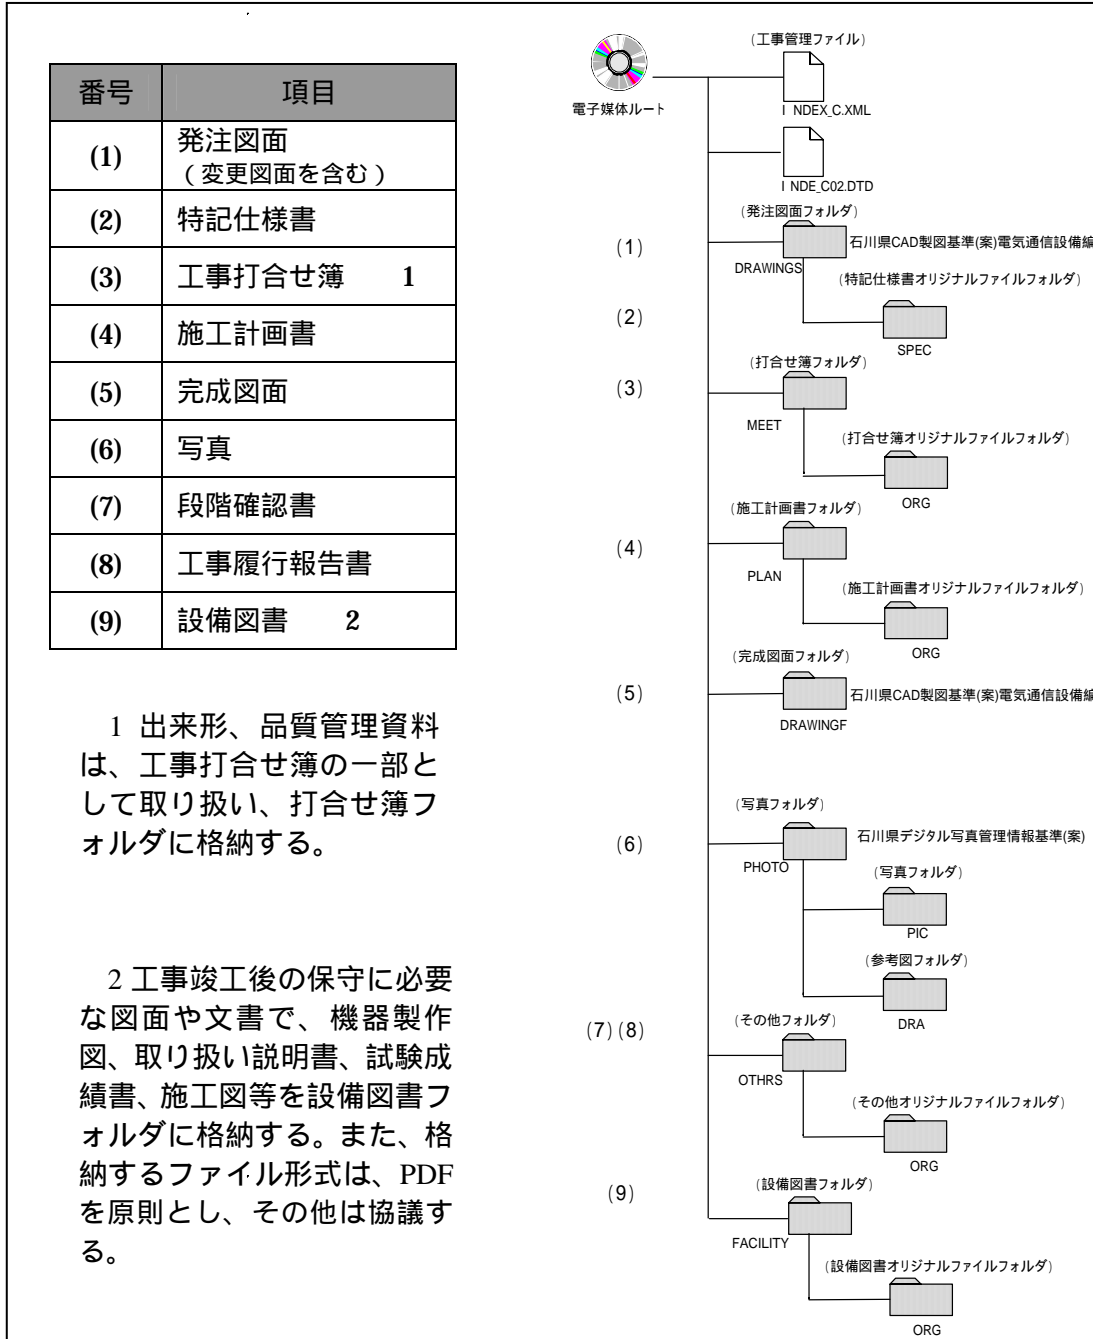 番号 項目
(1) 発注図面
（変更図面を含む）
(2) 特記仕様書
(3) 工事打合せ簿 1
(4) 施工計画書
(5) 完成図面
(6) 写真
(7) 段階確認書
(8) 工事履行報告書
(9) 設備図書 2
1 出来形、品質管理資料
は、工事打合せ簿の一部と
して取り扱い、打合せ簿フ
ォルダに格納する。
2 工事竣工後の保守に必要
な図面や文書で、機器製作
図、取り扱い説明書、試験成
績書、施工図等を設備図書フ
ォルダに格納する。また、格
納するファイル形式は、PDF
を原則とし、その他は協議す
る。
電子媒体ルート
(工事管理ファイル)
I NDEX_C.XML
I NDE_C02.DTD
(発注図面フォルダ)
(1)
石川県CAD製図基準(案)電気通信設備編
DRAWINGS
(特記仕様書オリジナルファイルフォルダ)
(2)
SPEC
(打合せ簿フォルダ)
(3)
MEET
(打合せ簿オリジナルファイルフォルダ)
ORG
(施工計画書フォルダ)
(4)
PLAN
(施工計画書オリジナルファイルフォルダ)
ORG
(完成図面フォルダ)
(5)
石川県CAD製図基準(案)電気通信設備編
DRAWINGF
(写真フォルダ)
(6)
石川県デジタル写真管理情報基準(案)
PHOTO
(写真フォルダ)
PIC
(参考図フォルダ)
DRA
(その他フォルダ)
(7) (8)
OTHRS
(その他オリジナルファイルフォルダ)
ORG
(設備図書フォルダ)
(9)
FACILITY
(設備図書オリジナルファイルフォルダ)
ORG